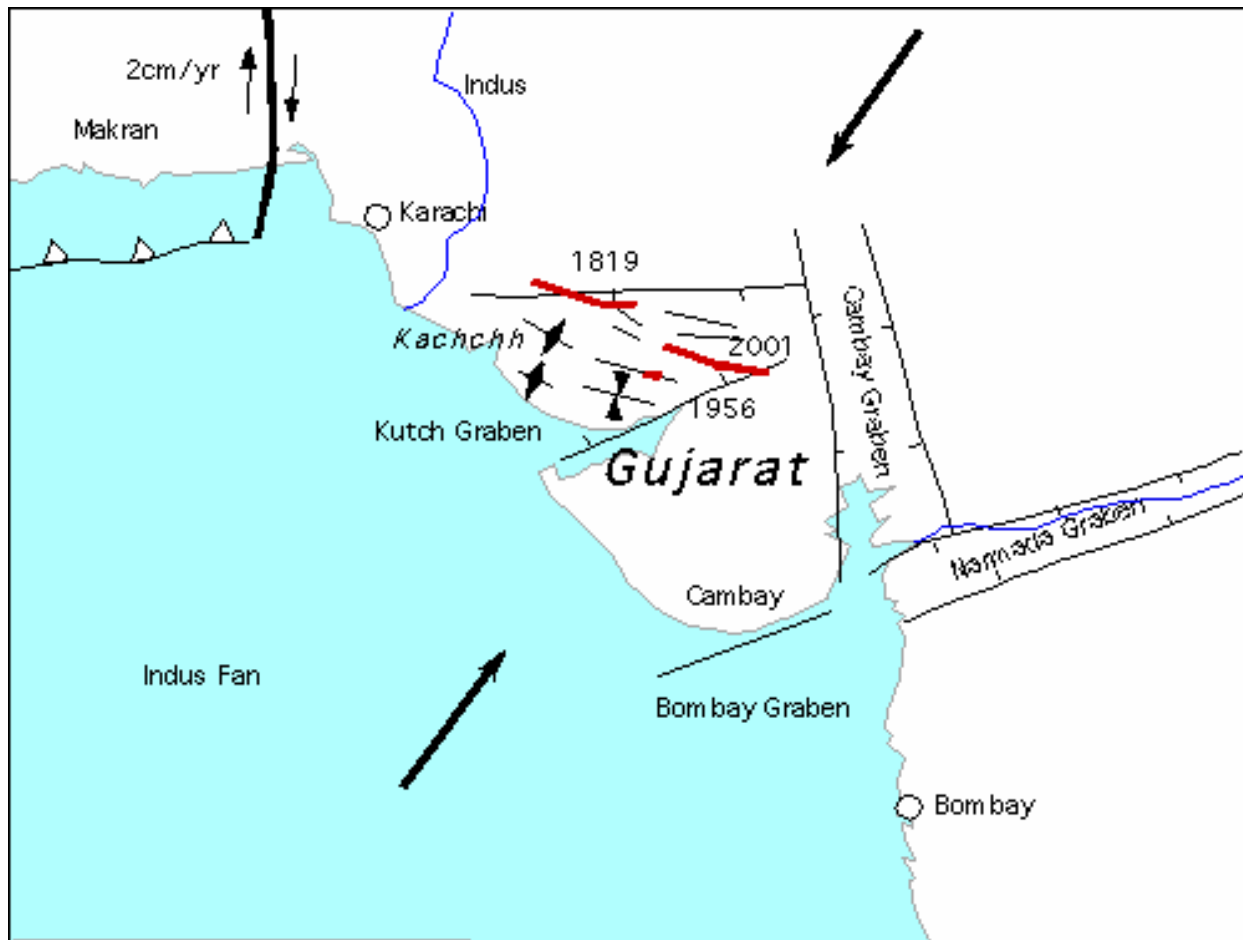 2cm/yr
Indus
Makran
Karachi
1819
Kachchh
2001
Cambay Graben
1956
Kutch Graben
Gujarat
Narmada Graben
Cambay
Indus Fan
Bombay Graben
Bombay